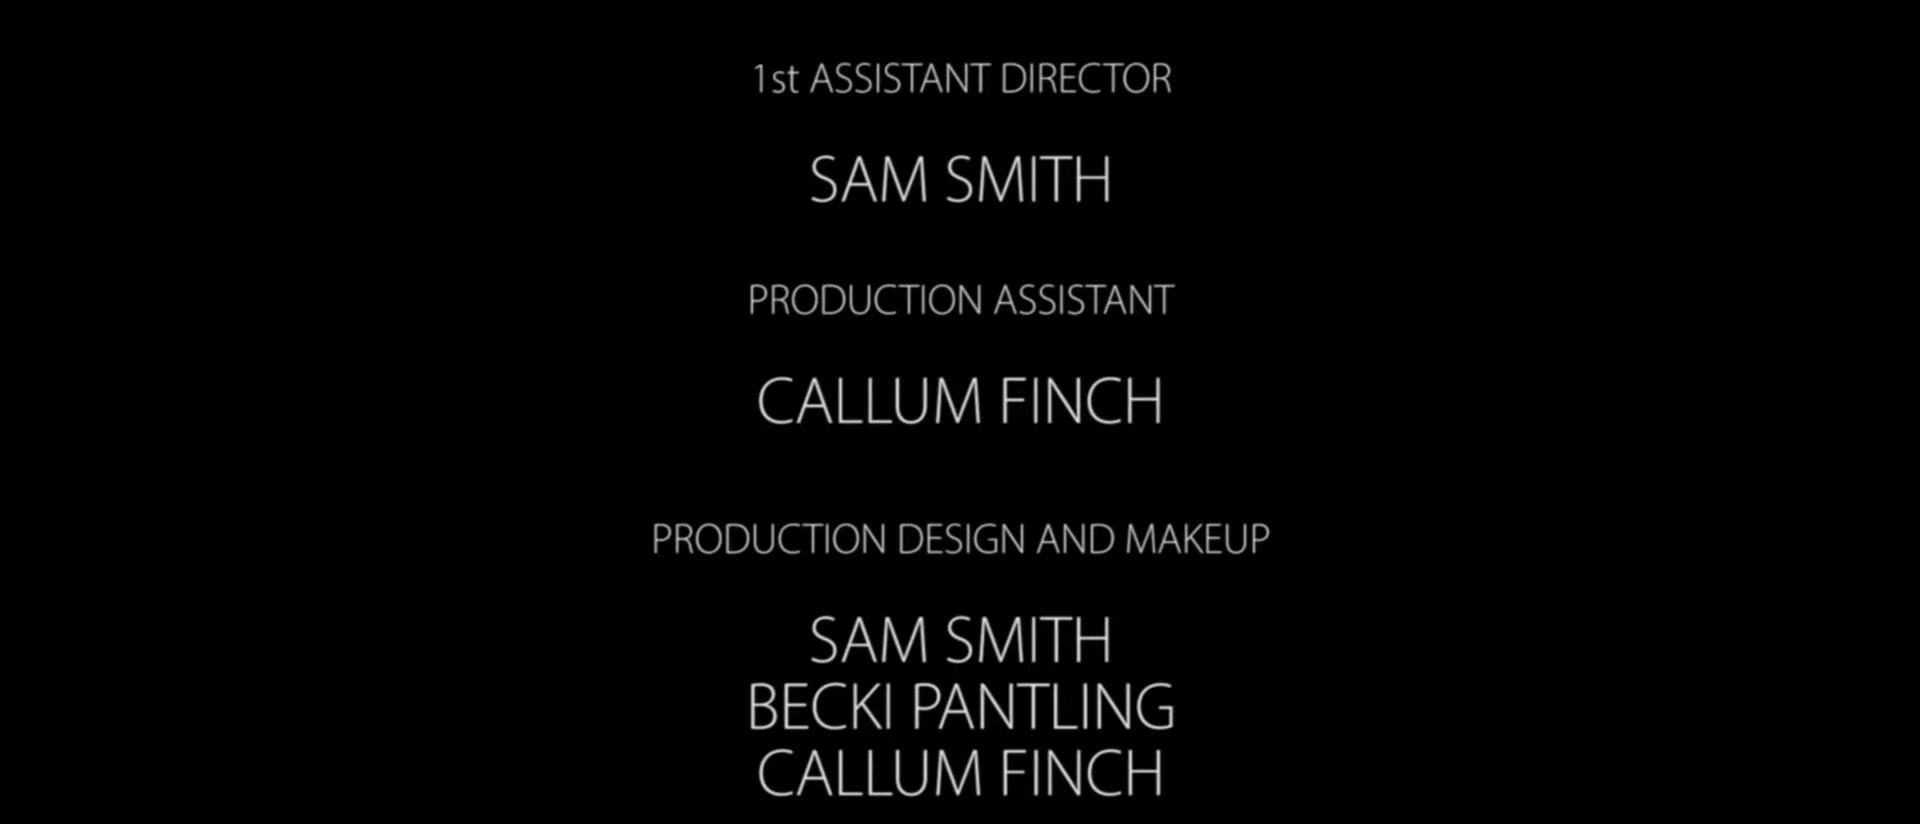 1st ASSISTANT DIRECTOR
SAM SMITH
PRODUCTION ASSISTANT
CALLUM FINCH
PRODUCTION DESIGN AND MAKEUP
SAM SMITH
BECKI PANTLING
CALLUM FINCH